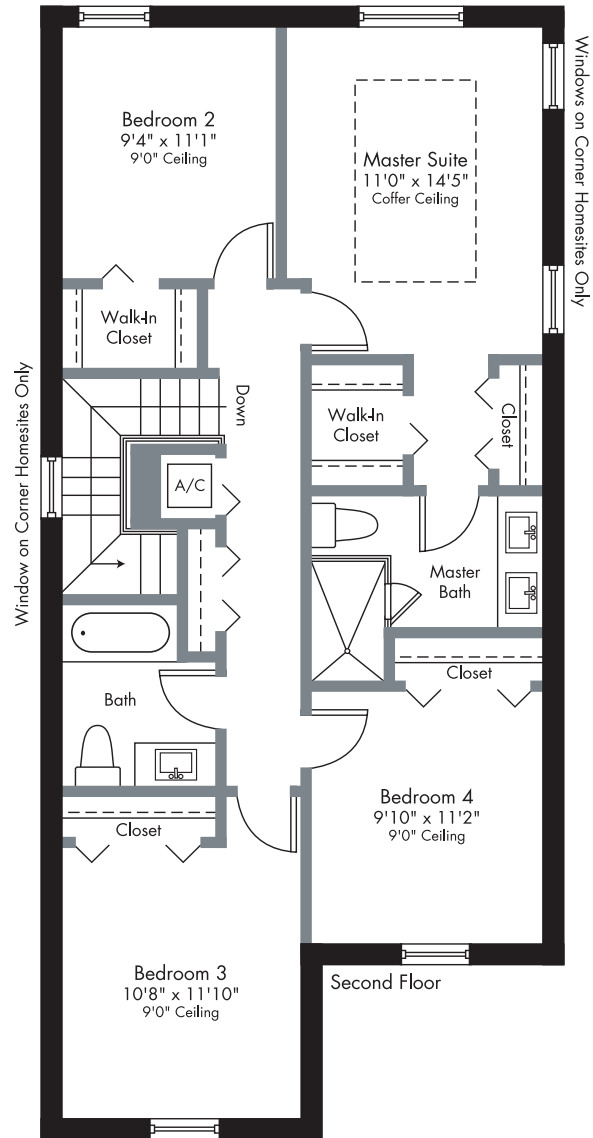 Bedroom 2
9'4" x 11'1"
9'0" Ceiling
Master Suite
11'0" x 14'5"
Coffer Ceiling
Windows on Corner Homesites Only
Walk-In
Closet
Window on Corner Homesites Only
Down
Walk-In
Closet
Closet
A/C
Master
Bath
Closet
Bath
Bedroom 4
9'10" x 11'2"
9'0" Ceiling
Closet
Bedroom 3
10'8" x 11'10"
9'0" Ceiling
Second Floor